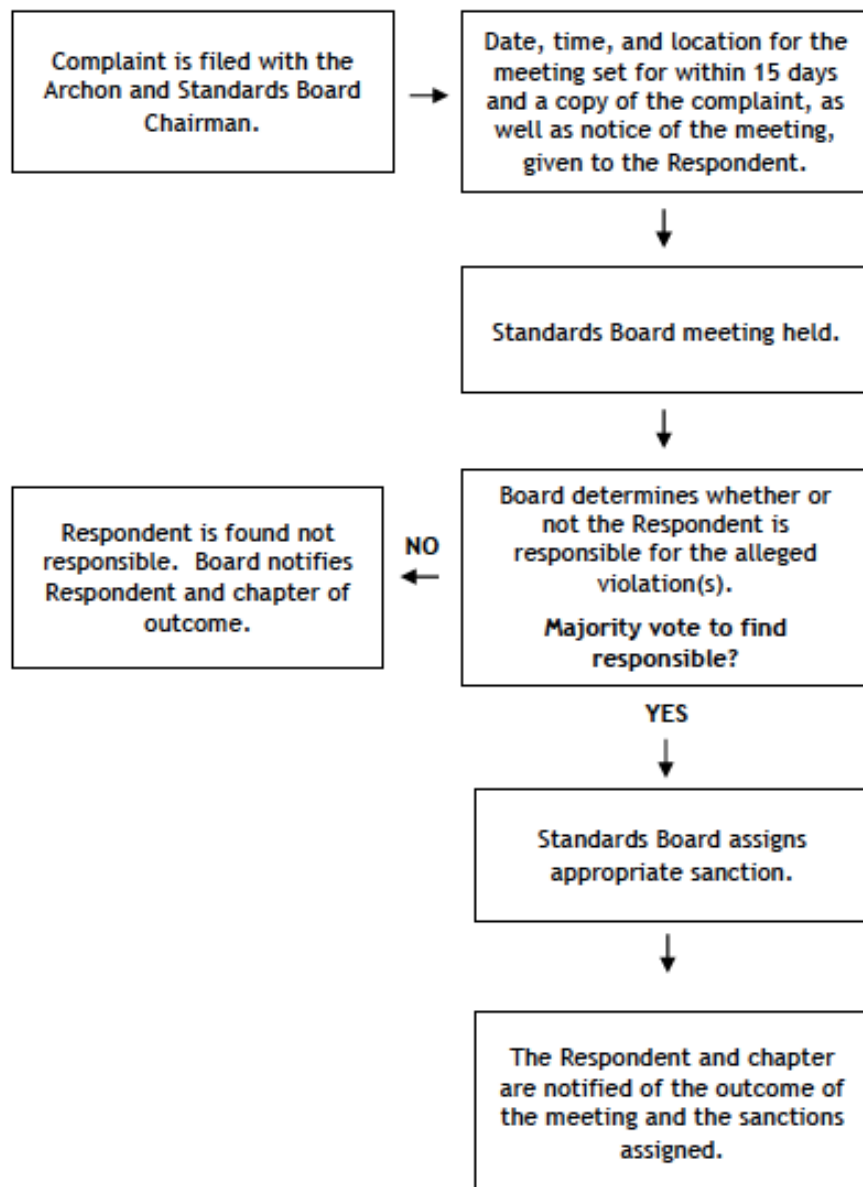 Complaint is filed with the
Archon and Standards Board
Chairman.
Date, time, and location for the
meeting set for within 15 days
and a copy of the complaint, as
well as notice of the meeting,
given to the Respondent.
Standards Board meeting held.
Board determines whether or
not the Respondent is
responsible for the alleged
violation(s).
Majority vote to find
responsible?
NO
Respondent is found not
responsible.  Board notifies
Respondent and chapter of
outcome.
YES
Standards Board assigns
appropriate sanction.
The Respondent and chapter
are notified of the outcome of
the meeting and the sanctions
assigned.